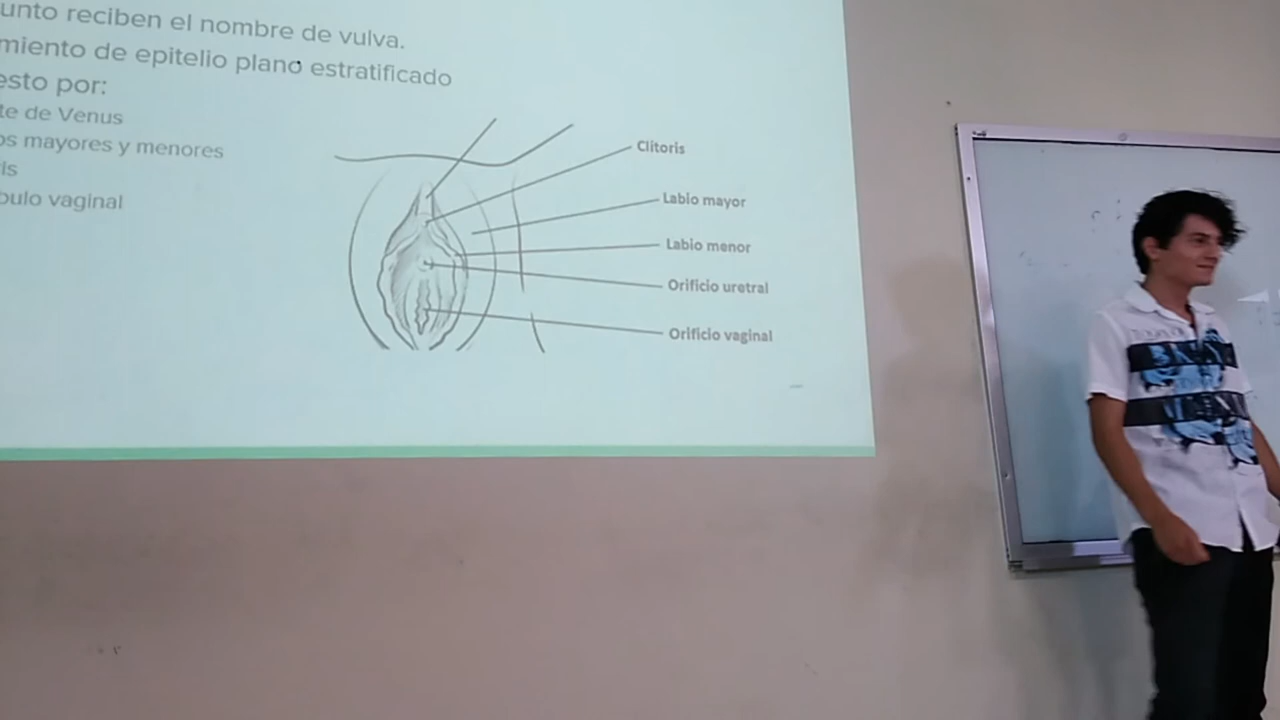 unto reciben el nombre de vulva.
miento de epitelio plano estratificado
esto por:
te de Venus
os mayores y menores
is
bulo vaginal
Clítoris
Labio mayor
Labio menor
Orificio uretral
Orificio vaginal